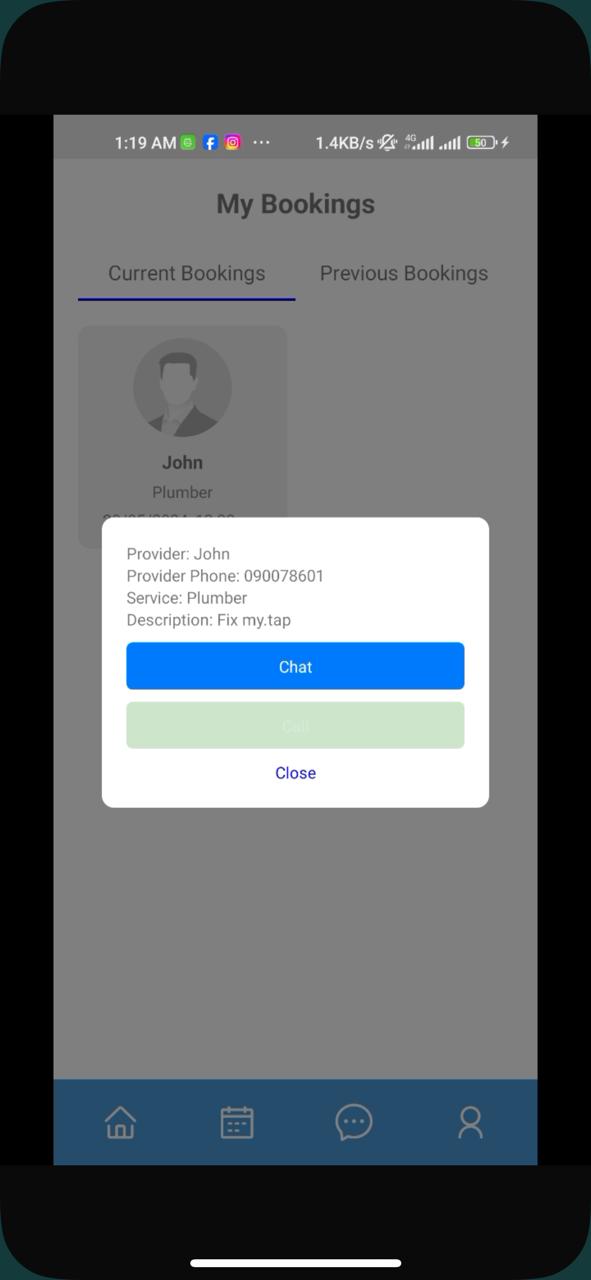 1:19 AM ... 1.4KB/s 4G 50
My Bookings
Current Bookings Previous Bookings
John
Plumber
Provider: John
Provider Phone: 090078601
Service: Plumber
Description: Fix my.tap
Chat
Call
Close